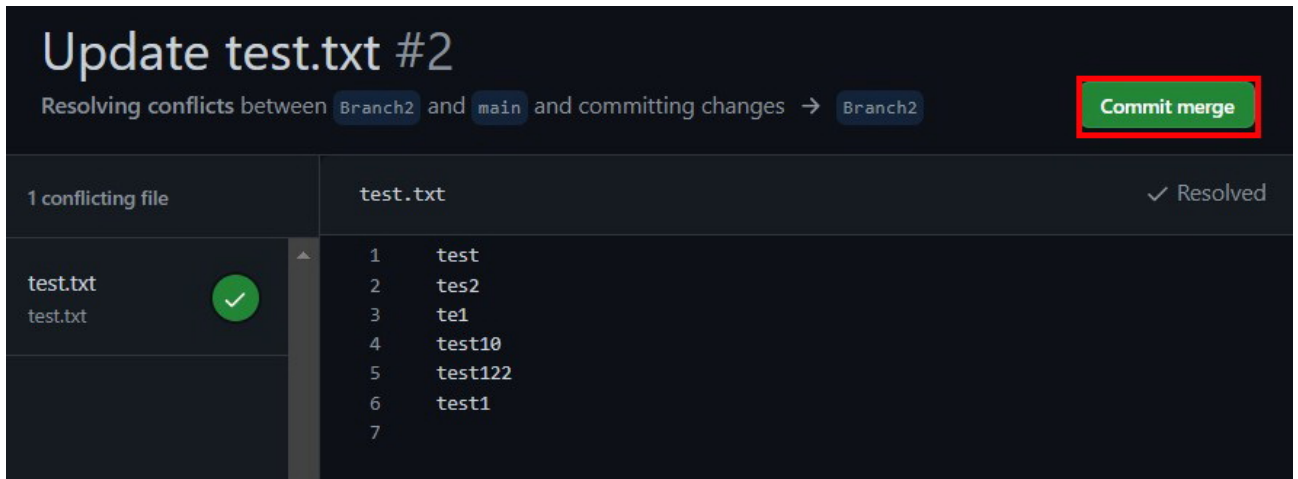 Update test.txt #2
Resolving conflicts between Branch2 and main and committing changes → Branch2
Commit merge
1 conflicting file
test.txt
✓ Resolved
test.txt
test.txt
1 test
2 tes2
3 te1
4 test10
5 test122
6 test1
7